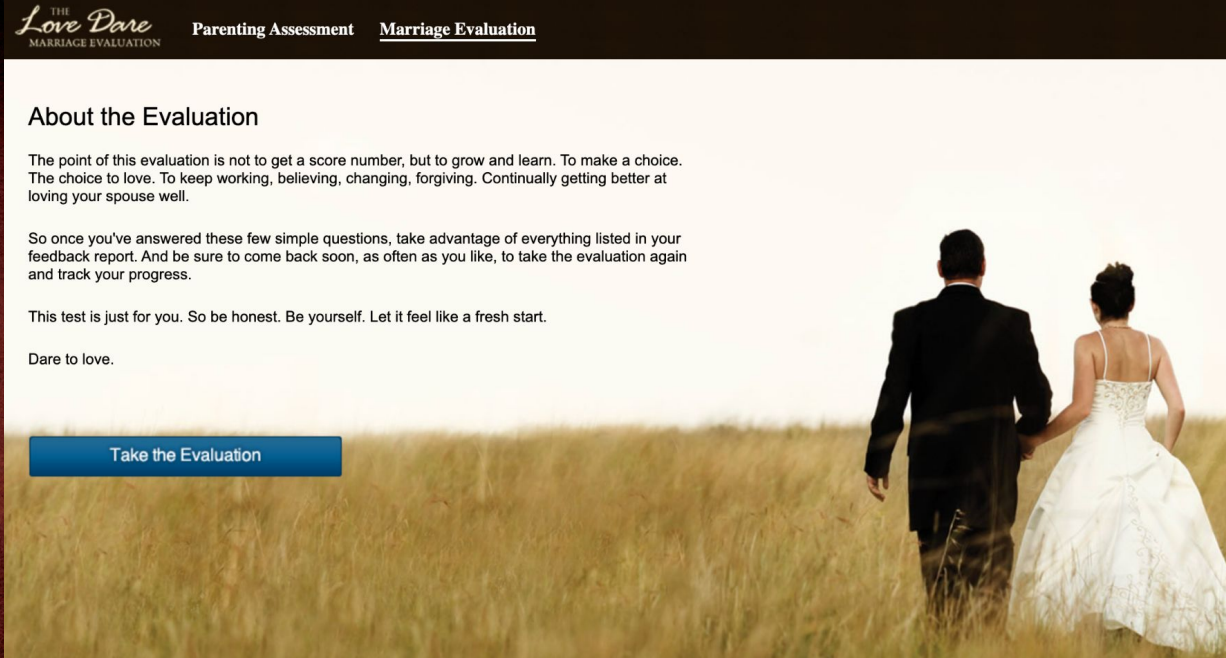 THE
Love Dare
MARRIAGE EVALUATION
Parenting Assessment
Marriage Evaluation
About the Evaluation
The point of this evaluation is not to get a score number, but to grow and learn. To make a choice.
The choice to love. To keep working, believing, changing, forgiving. Continually getting better at
loving your spouse well.
So once you've answered these few simple questions, take advantage of everything listed in your
feedback report. And be sure to come back soon, as often as you like, to take the evaluation again
and track your progress.
This test is just for you. So be honest. Be yourself. Let it feel like a fresh start.
Dare to love.
Take the Evaluation